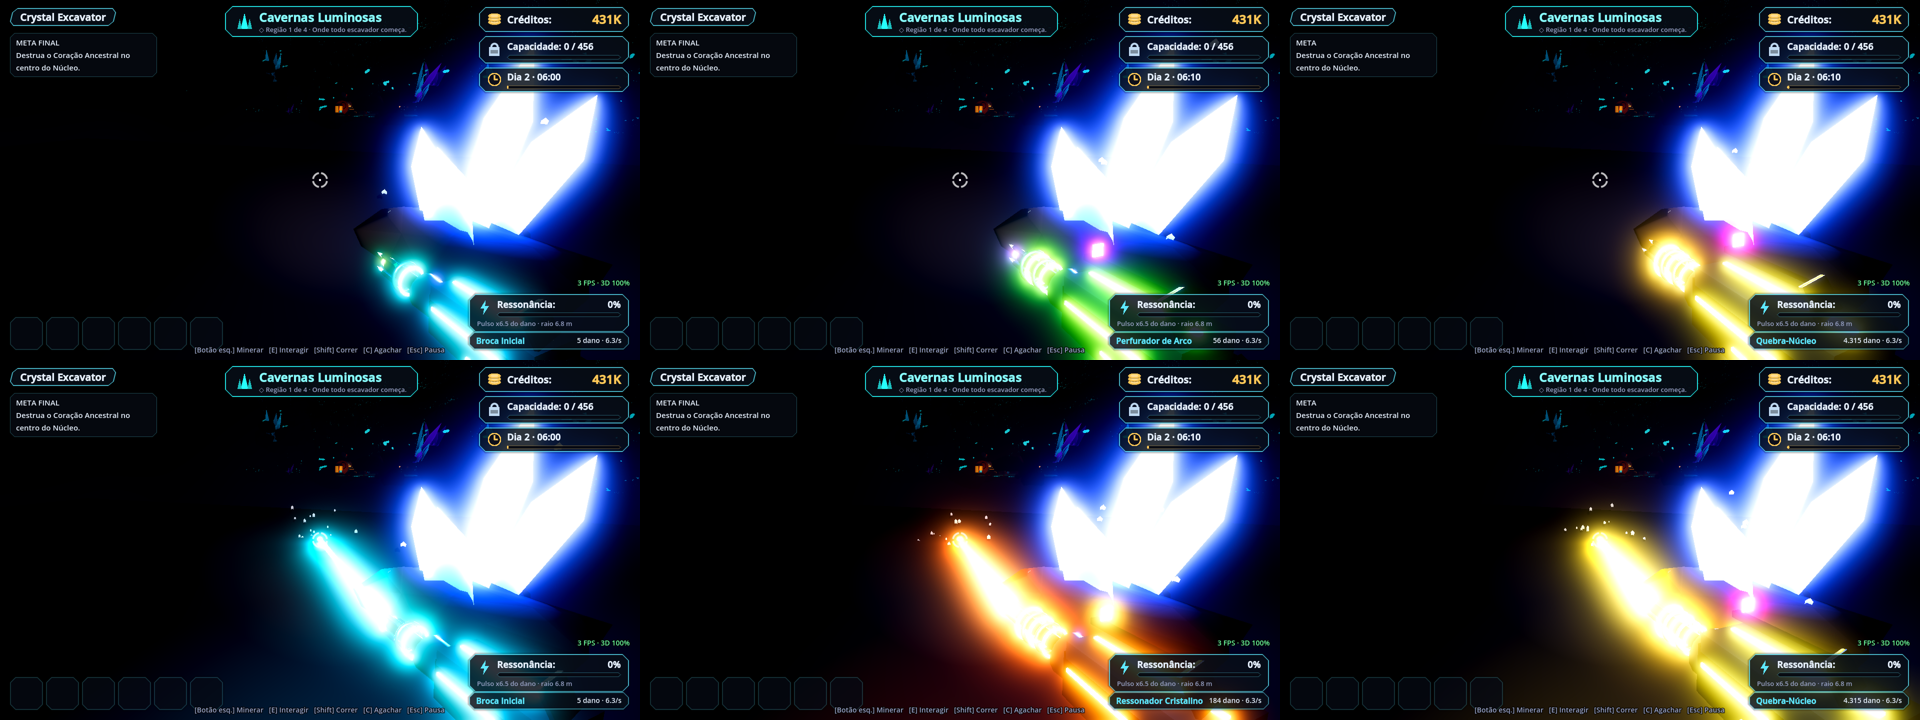 Crystal Excavator
META FINAL
Destrua o Coração Ancestral no
centro do Núcleo.
Cavernas Luminosas
◇ Região 1 de 4 · Onde todo escavador começa.
Créditos: 431K
Capacidade: 0 / 456
Dia 2 · 06:00
3 FPS · 3D 100%
Ressonância: 0%
Pulso x6.5 do dano · raio 6.8 m
Broca Inicial 5 dano · 6.3/s
[Botão esq.] Minerar [E] Interagir [Shift] Correr [C] Agachar [Esc] Pausa
Crystal Excavator
META FINAL
Destrua o Coração Ancestral no
centro do Núcleo.
Cavernas Luminosas
◇ Região 1 de 4 · Onde todo escavador começa.
Créditos: 431K
Capacidade: 0 / 456
Dia 2 · 06:10
3 FPS · 3D 100%
Ressonância: 0%
Pulso x6.5 do dano · raio 6.8 m
Perfurador de Arco 56 dano · 6.3/s
[Botão esq.] Minerar [E] Interagir [Shift] Correr [C] Agachar [Esc] Pausa
Crystal Excavator
META
Destrua o Coração Ancestral no
centro do Núcleo.
Cavernas Luminosas
◇ Região 1 de 4 · Onde todo escavador começa.
Créditos: 431K
Capacidade: 0 / 456
Dia 2 · 06:10
3 FPS · 3D 100%
Ressonância: 0%
Pulso x6.5 do dano · raio 6.8 m
Quebra-Núcleo 4.315 dano · 6.3/s
[Botão esq.] Minerar [E] Interagir [Shift] Correr [C] Agachar [Esc] Pausa
Crystal Excavator
META FINAL
Destrua o Coração Ancestral no
centro do Núcleo.
Cavernas Luminosas
◇ Região 1 de 4 · Onde todo escavador começa.
Créditos: 431K
Capacidade: 0 / 456
Dia 2 · 06:00
3 FPS · 3D 100%
Ressonância: 0%
Pulso x6.5 do dano · raio 6.8 m
Broca Inicial 5 dano · 6.3/s
[Botão esq.] Minerar [E] Interagir [Shift] Correr [C] Agachar [Esc] Pausa
Crystal Excavator
META FINAL
Destrua o Coração Ancestral no
centro do Núcleo.
Cavernas Luminosas
◇ Região 1 de 4 · Onde todo escavador começa.
Créditos: 431K
Capacidade: 0 / 456
Dia 2 · 06:10
3 FPS · 3D 100%
Ressonância: 0%
Pulso x6.5 do dano · raio 6.8 m
Ressonador Cristalino 184 dano · 6.3/s
[Botão esq.] Minerar [E] Interagir [Shift] Correr [C] Agachar [Esc] Pausa
Crystal Excavator
META
Destrua o Coração Ancestral no
centro do Núcleo.
Cavernas Luminosas
◇ Região 1 de 4 · Onde todo escavador começa.
Créditos: 431K
Capacidade: 0 / 456
Dia 2 · 06:10
3 FPS · 3D 100%
Ressonância: 0%
Pulso x6.5 do dano · raio 6.8 m
Quebra-Núcleo 4.315 dano · 6.3/s
[Botão esq.] Minerar [E] Interagir [Shift] Correr [C] Agachar [Esc] Pausa